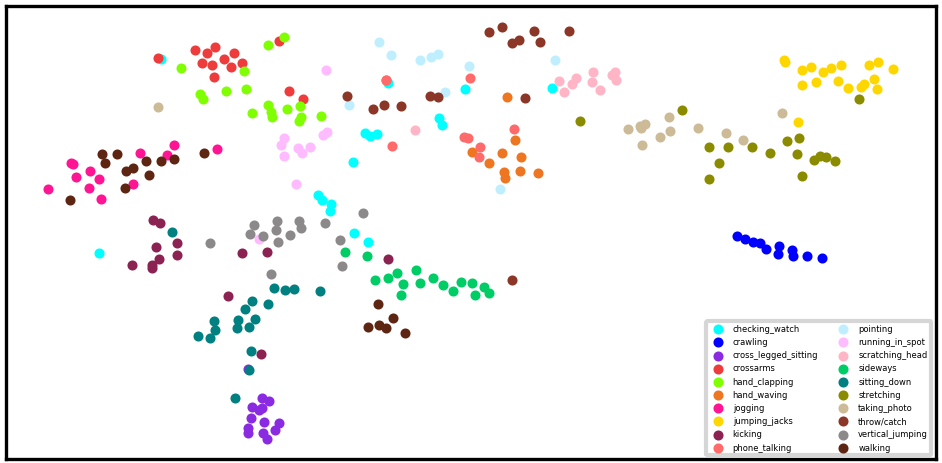 checking_watch
crawling
cross_legged_sitting
crossarms
hand_clapping
hand_waving
jogging
jumping_jacks
kicking
phone_talking
pointing
running_in_spot
scratching_head
sideways
sitting_down
stretching
taking_photo
throw/catch
vertical_jumping
walking